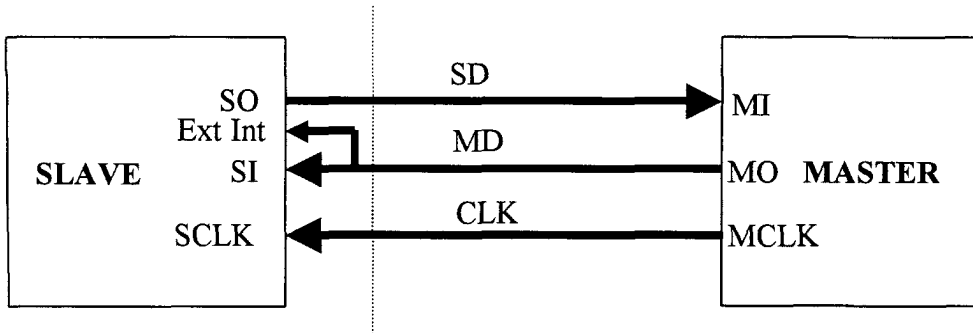 SD
SO
MI
Ext Int
MD
SLAVE
SI
MO
MASTER
CLK
SCLK
MCLK